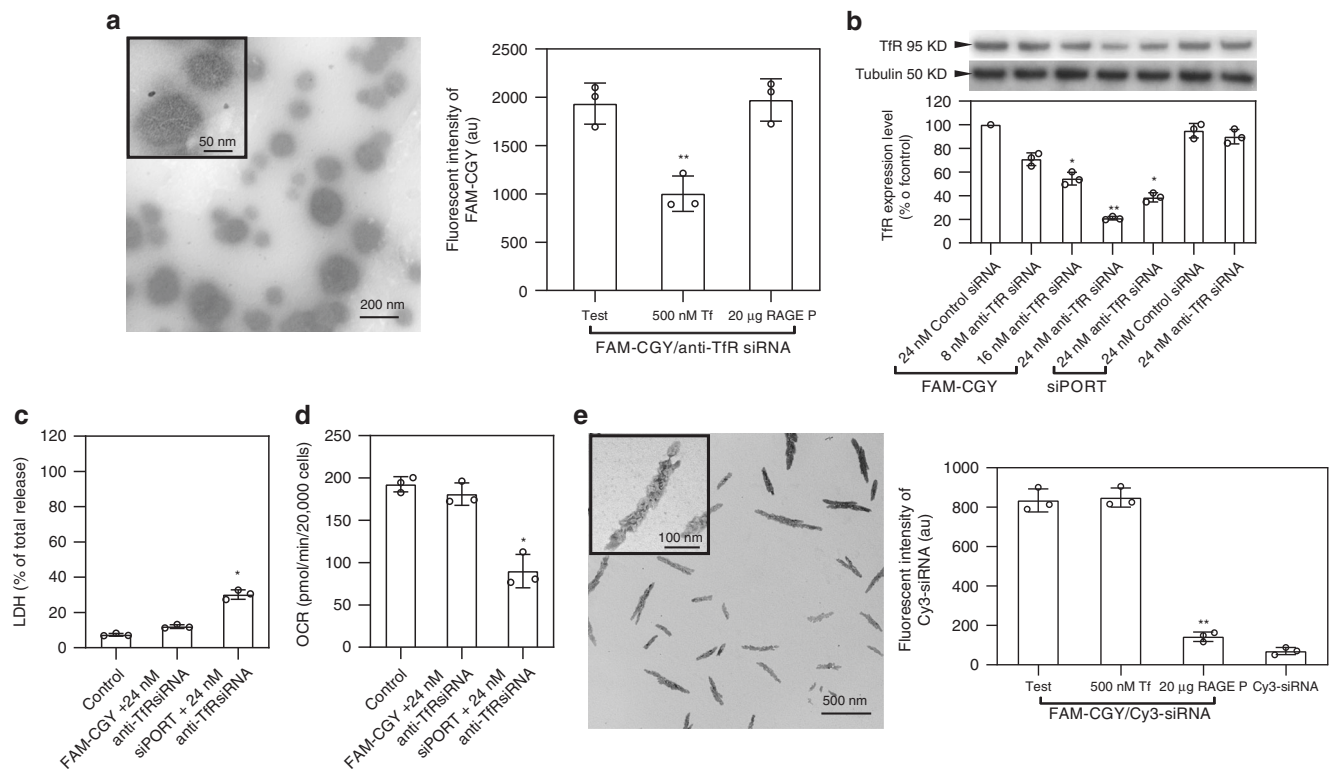 a
50 nm
200 nm
Fluorescent intensity of
FAM-CGY (au)
2500
2000
1500
1000
500
0
**
Test
500 nM Tf
20 μg RAGE P
FAM-CGY/anti-TfR siRNA
b
TfR 95 KD
Tubulin 50 KD
TfR expression level
(% o fcontrol)
120
100
80
60
40
20
0
*
**
*
24 nM Control siRNA
8 nM anti-TfR siRNA
16 nM anti-TfR siRNA
24 nM anti-TfR siRNA
24 nM anti-TfR siRNA
24 nM Control siRNA
24 nM anti-TfR siRNA
FAM-CGY
siPORT
c
LDH (% of total release)
120
100
80
60
40
20
0
*
Control
FAM-CGY +24 nM
anti-TfRsiRNA
siPORT + 24 nM
anti-TfRsiRNA
d
OCR (pmol/min/20,000 cells)
250
200
150
100
50
0
*
Control
FAM-CGY +24 nM
anti-TfRsiRNA
siPORT + 24 nM
anti-TfRsiRNA
e
100 nm
500 nm
Fluorescent intensity of
Cy3-siRNA (au)
1000
800
600
400
200
0
**
Test
500 nM Tf
20 μg RAGE P
Cy3-siRNA
FAM-CGY/Cy3-siRNA